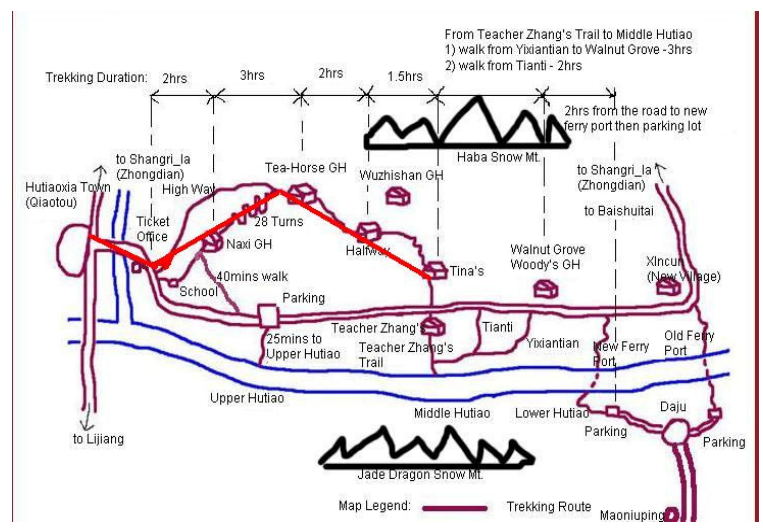 From Teacher Zhang's Trail to Middle Hutiao
1) walk from Yixiantian to Walnut Grove -3hrs
2) walk from Tianti - 2hrs
Trekking Duration:
2hrs
3hrs
2hrs
1.5hrs
2hrs from the road to new
ferry port then parking lot
Haba Snow Mt.
to Shangri_la
(Zhongdian)
Hutiaoxia Town
(Qiaotou)
High Way
Tea-Horse GH
Wuzhishan GH
to Shangri_la
(Zhongdian)
to Baishuitai
Ticket
Office
28 Turns
Naxi GH
Halfway
Walnut Grove
Woody's GH
Tina's
Xincun
(New Village)
40mins walk
School
Parking
Teacher Zhang's
Tianti
25mins to
Upper Hutiao
Teacher Zhang's
Trail
Yixiantian
New Ferry
Port
Old Ferry
Port
Upper Hutiao
Middle Hutiao
Lower Hutiao
Daju
Parking
Parking
to Lijiang
Jade Dragon Snow Mt.
Map Legend:
Trekking Route
Maoniuping